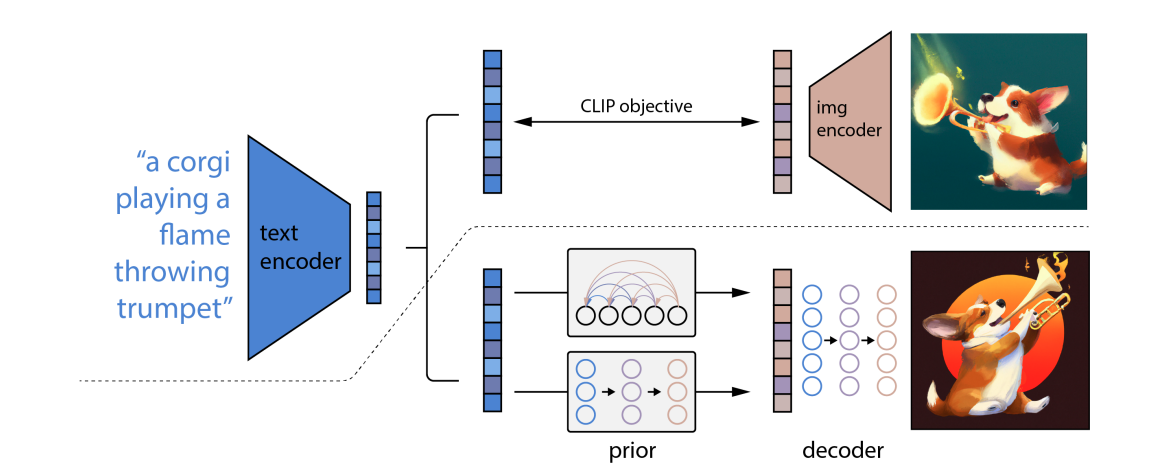 “a corgi
playing a
flame
throwing
trumpet”
text
encoder
CLIP objective
img
encoder
prior
decoder